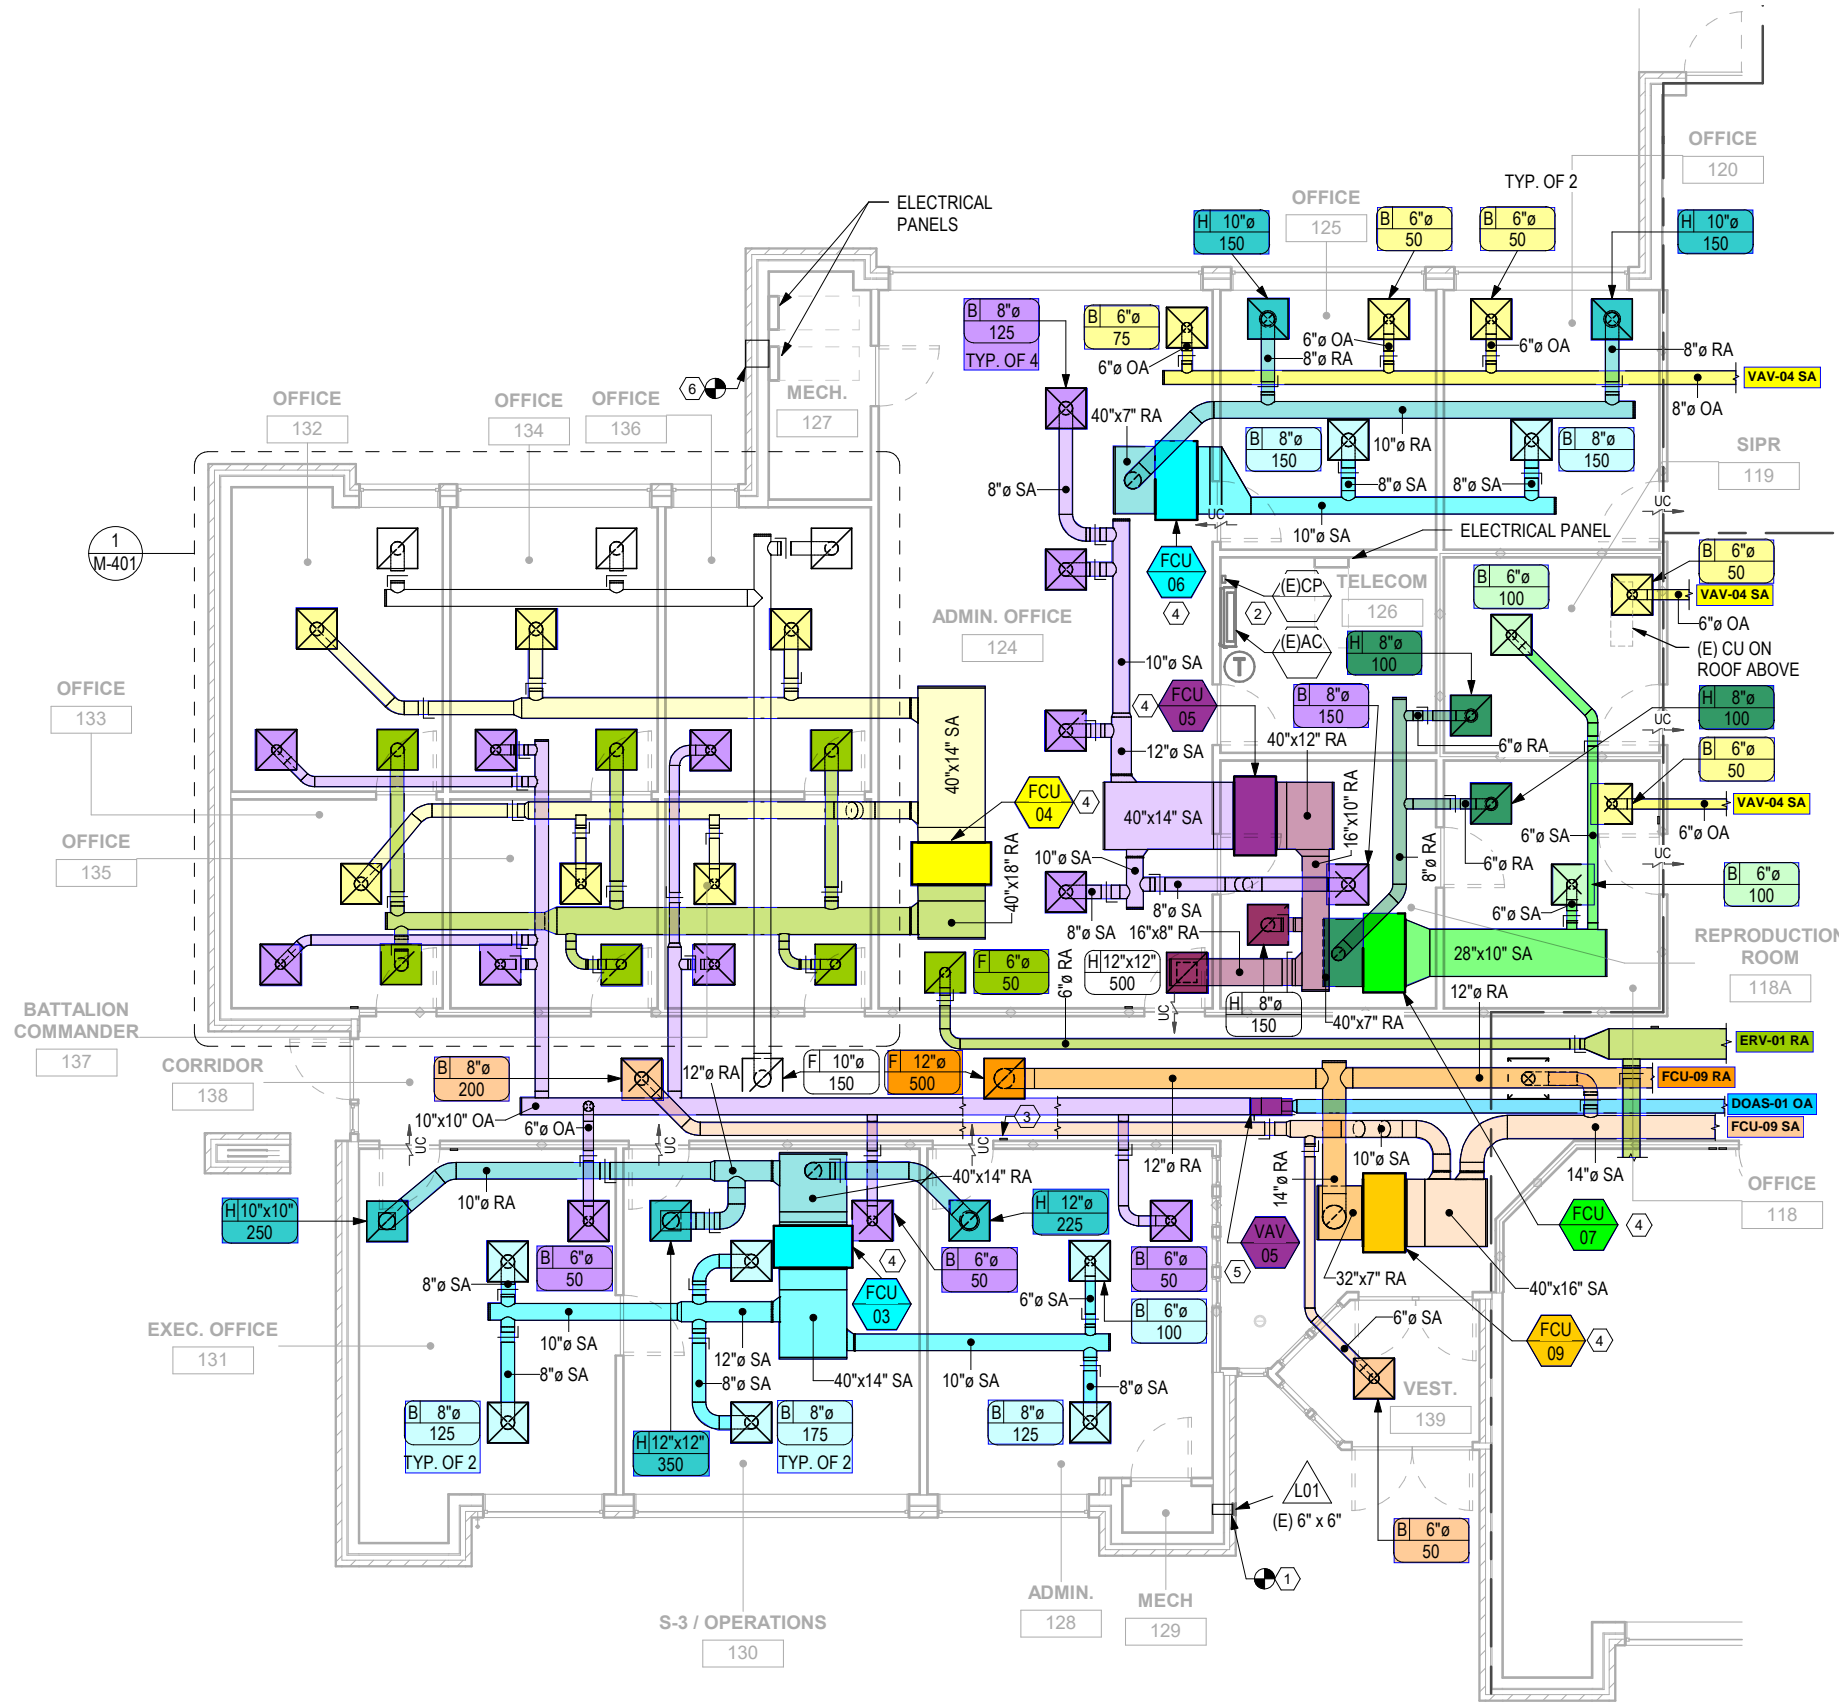 OFFICE
120
TYP. OF 2
OFFICE
125
ELECTRICAL
PANELS
H 10"ø
150
B 6"ø
50
B 6"ø
50
H 10"ø
150
B 8"ø
125
TYP. OF 4
B 6"ø
75
6"ø OA
6"ø OA
8"ø RA
6"ø OA
8"ø RA
VAV-04 SA
8"ø OA
6
MECH.
127
OFFICE
132
OFFICE
134
OFFICE
136
40"x7" RA
10"ø RA
B 8"ø
150
B 8"ø
150
SIPR
119
8"ø SA
8"ø SA
8"ø SA
10"ø SA
UC
UC
1
M-401
ELECTRICAL PANEL
FCU
06
4
(E)CP
2
(E)AC
T
TELECOM
126
B 6"ø
100
B 6"ø
50
VAV-04 SA
6"ø OA
(E) CU ON
ROOF ABOVE
ADMIN. OFFICE
124
H 8"ø
100
10"ø SA
4
FCU
05
B 8"ø
150
H 8"ø
100
UC
OFFICE
133
12"ø SA
40"x12" RA
6"ø RA
B 6"ø
50
40"x14" SA
FCU
04
4
40"x14" SA
16"x10" RA
VAV-04 SA
6"ø OA
6"ø SA
OFFICE
135
10"ø SA
8"ø RA
6"ø RA
UC
40"x18" RA
8"ø SA
8"ø SA
B 6"ø
100
6"ø SA
16"x8" RA
REPRODUCTION
ROOM
118A
F 6"ø
50
6"ø RA
H 12"x12"
500
H 8"ø
150
28"x10" SA
12"ø RA
UC
40"x7" RA
BATTALION
COMMANDER
137
ERV-01 RA
CORRIDOR
138
B 8"ø
200
12"ø RA
F 10"ø
150
F 12"ø
500
12"ø RA
FCU-09 RA
10"x10" OA
6"ø OA
3
DOAS-01 OA
FCU-09 SA
UC
UC
UC
12"ø RA
10"ø SA
14"ø SA
14"ø RA
10"ø RA
40"x14" RA
H 10"x10"
250
H 12"ø
225
OFFICE
118
FCU
07
4
VAV
05
5
B 6"ø
50
4
B 6"ø
50
B 6"ø
50
8"ø SA
FCU
03
6"ø SA
32"x7" RA
40"x16" SA
B 6"ø
100
6"ø SA
EXEC. OFFICE
131
10"ø SA
12"ø SA
FCU
09
4
8"ø SA
8"ø SA
40"x14" SA
10"ø SA
8"ø SA
VEST.
139
B 8"ø
125
TYP. OF 2
H 12"x12"
350
B 8"ø
175
TYP. OF 2
B 8"ø
125
L01
(E) 6" x 6"
B 6"ø
50
1
S-3 / OPERATIONS
130
ADMIN.
128
MECH
129